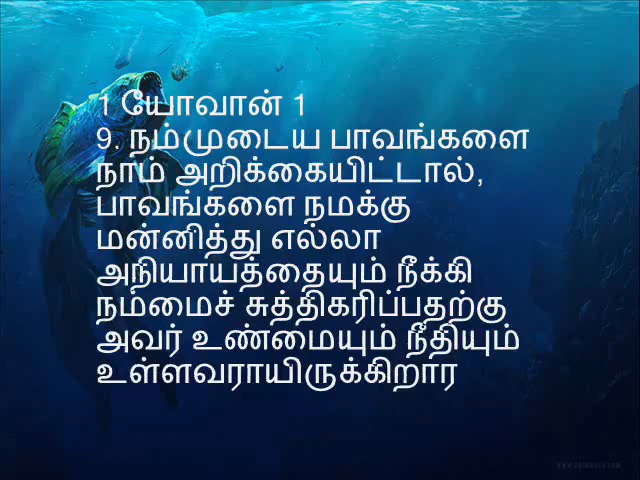 1 யோவான் 1
9. நம்முடைய பாவங்களை
நாம் அறிக்கையிட்டால்,
பாவங்களை நமக்கு
மன்னித்து எல்லா
அநியாயத்தையும் நீக்கி
நம்மைச் சுத்திகரிப்பதற்கு
அவர் உண்மையும் நீதியும்
உள்ளவராயிருக்கிறார